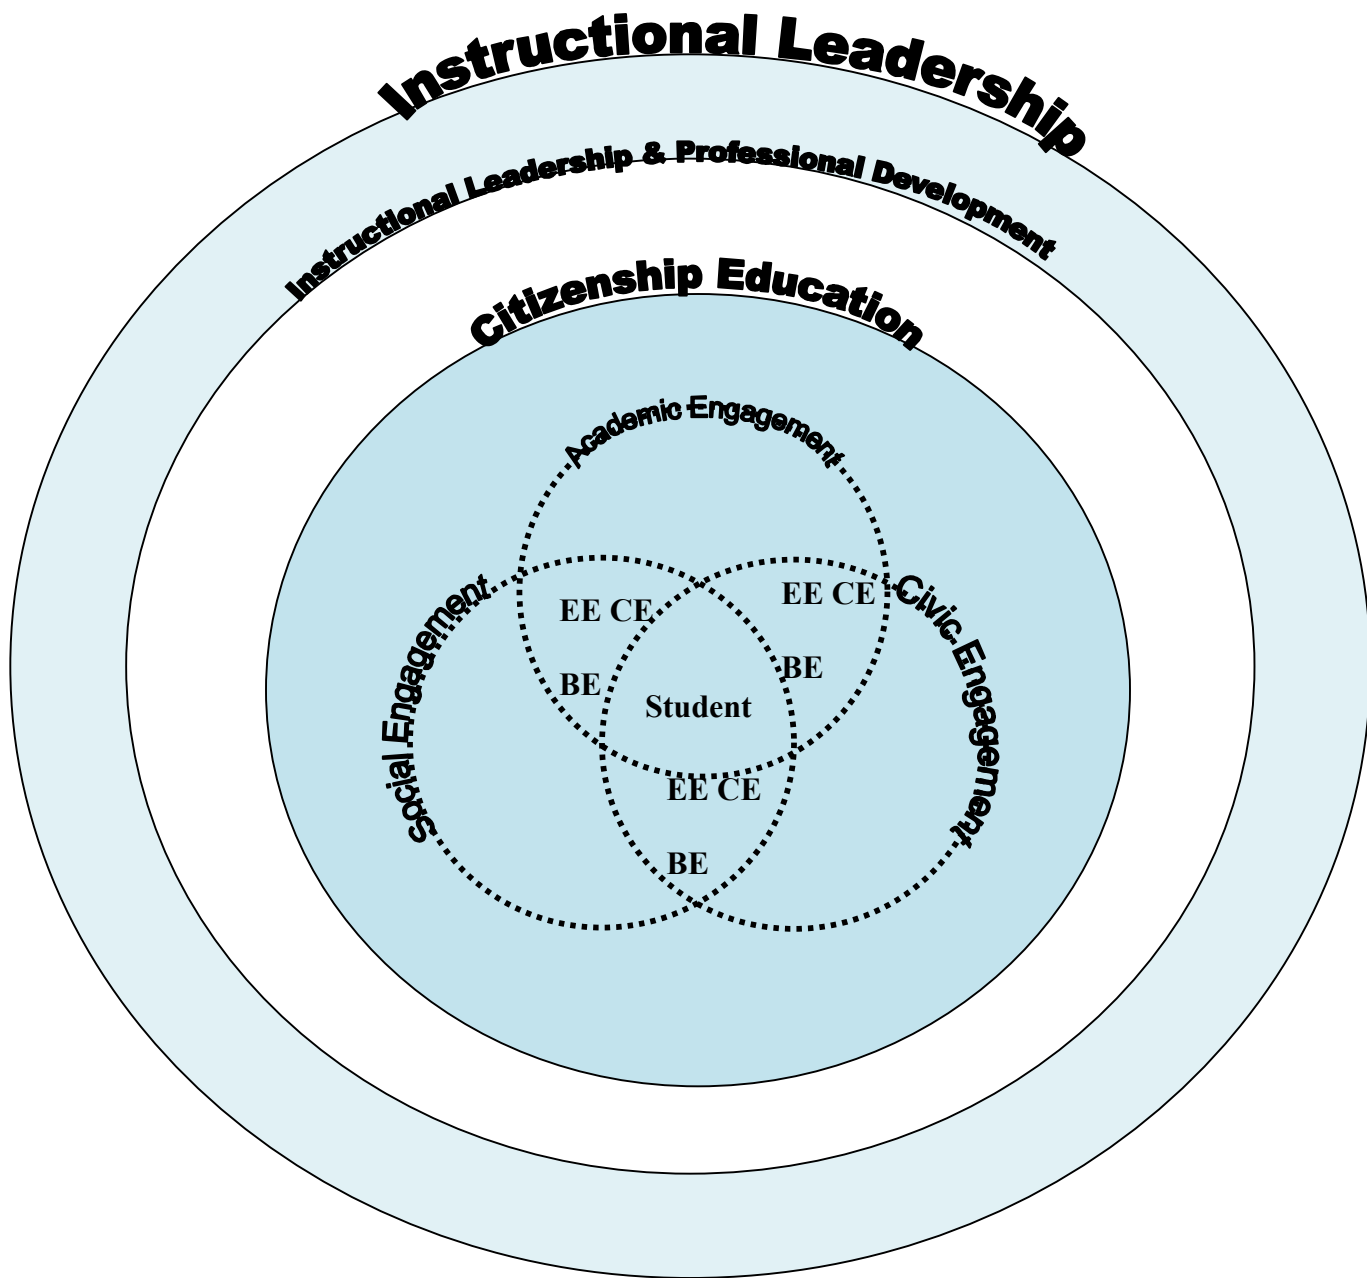 Instructional Leadership
Instructional Leadership & Professional Development
Citizenship Education
Academic Engagement
Social Engagement
Civic Engagement
EE CE
BE
EE CE
BE
Student
EE CE
BE